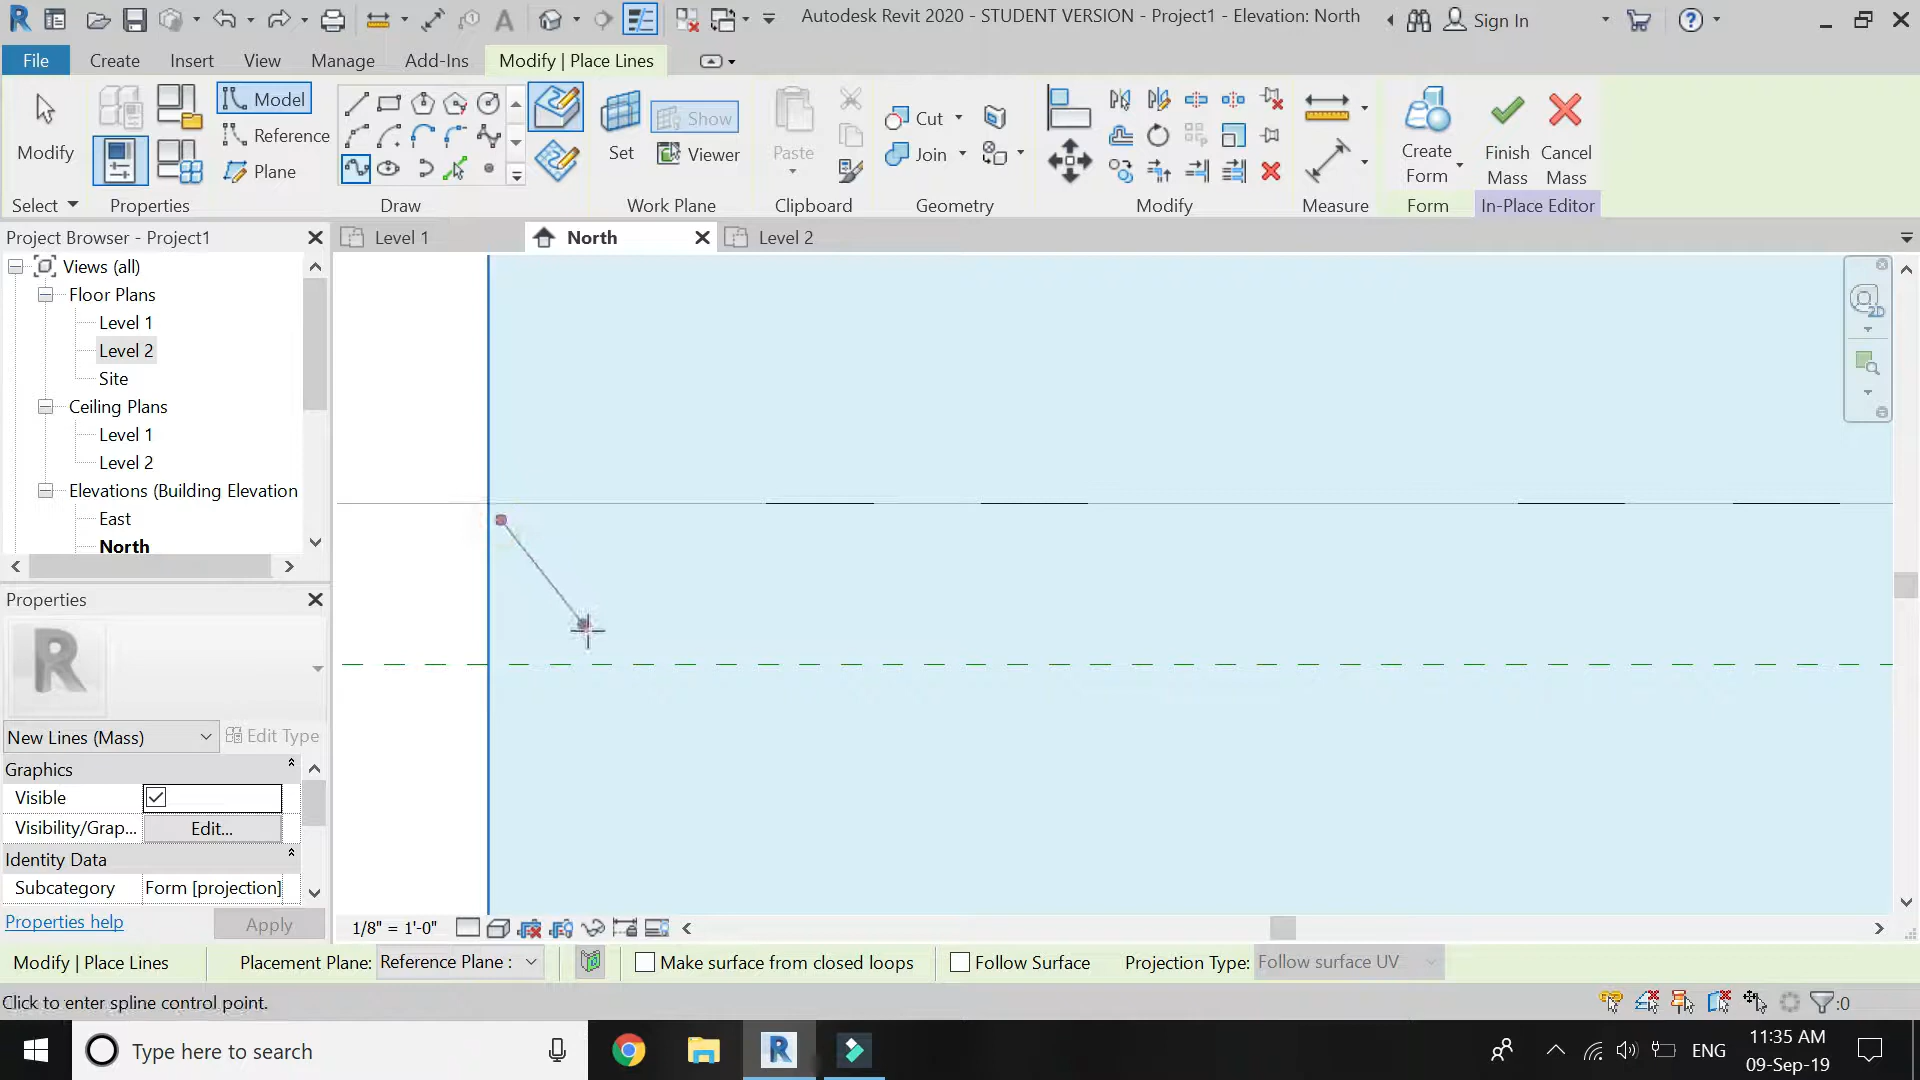 Autodesk Revit 2020 - STUDENT VERSION - Project1 - Elevation: North
Sign In
File
Create
Insert
View
Manage
Add-Ins
Modify | Place Lines
Modify
Model
Reference
Plane
Set
Show
Viewer
Paste
Cut
Join
Create Form
Finish Mass
Cancel Mass
Select
Properties
Draw
Work Plane
Clipboard
Geometry
Modify
Measure
Form
In-Place Editor
Project Browser - Project1
Level 1
North
Level 2
Views (all)
Floor Plans
Level 1
Level 2
Site
Ceiling Plans
Level 1
Level 2
Elevations (Building Elevation
East
North
2D
Properties
R
New Lines (Mass)
Edit Type
Graphics
Visible
Visibility/Grap...
Edit...
Identity Data
Subcategory
Form [projection]
Properties help
Apply
1/8" = 1'-0"
Modify | Place Lines
Placement Plane:
Reference Plane :
Make surface from closed loops
Follow Surface
Projection Type:
Follow surface UV
Click to enter spline control point.
:0
Type here to search
ENG
11:35 AM
09-Sep-19